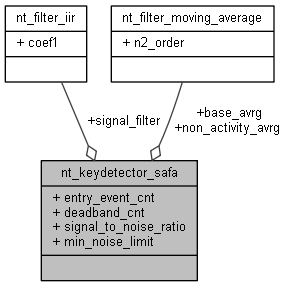 nt_filter_iir
+ coef1
nt_filter_moving_average
+ n2_order
+signal_filter
+base_avrg
+non_activity_avrg
nt_keydetector_safa
+ entry_event_cnt
+ deadband_cnt
+ signal_to_noise_ratio
+ min_noise_limit